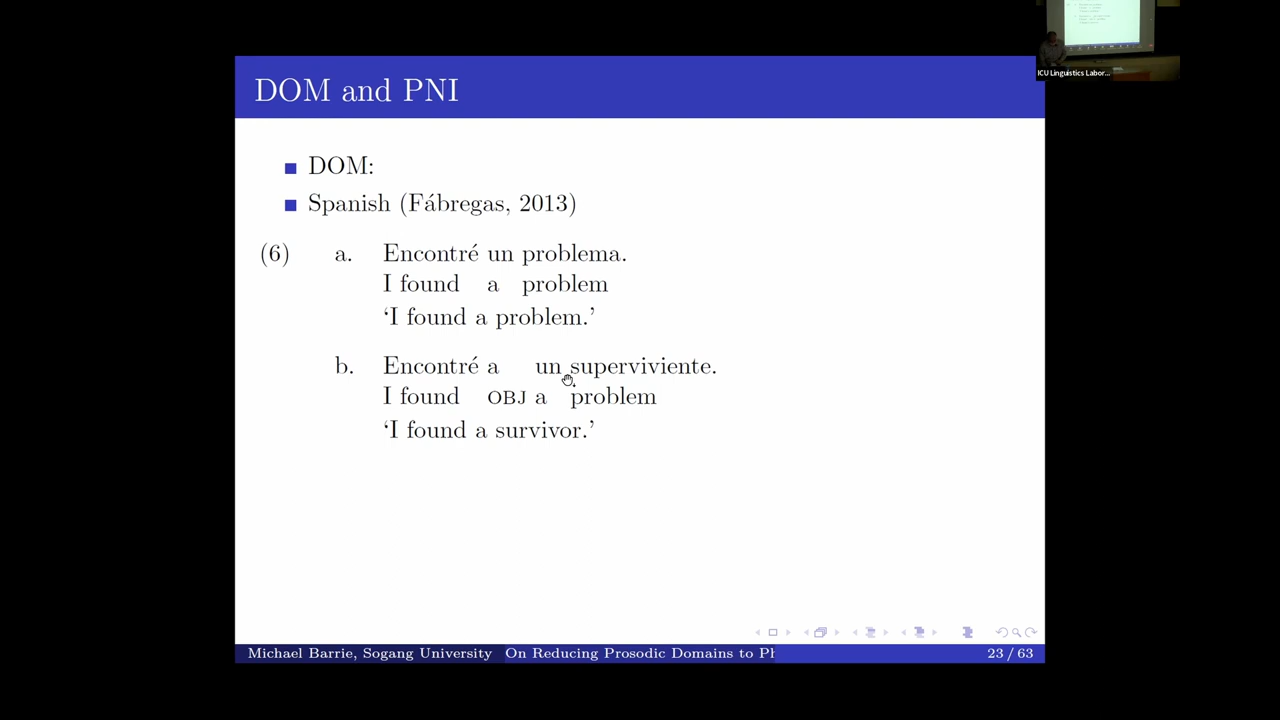 DOM and PNI
ICU Linguistics Labor...
DOM:
Spanish (Fábregas, 2013)
(6) a. Encontré un problema.
I found a problem
‘I found a problem.’
b. Encontré a un superviviente.
I found OBJ a problem
‘I found a survivor.’
Michael Barrie, Sogang University On Reducing Prosodic Domains to Ph 23 / 63